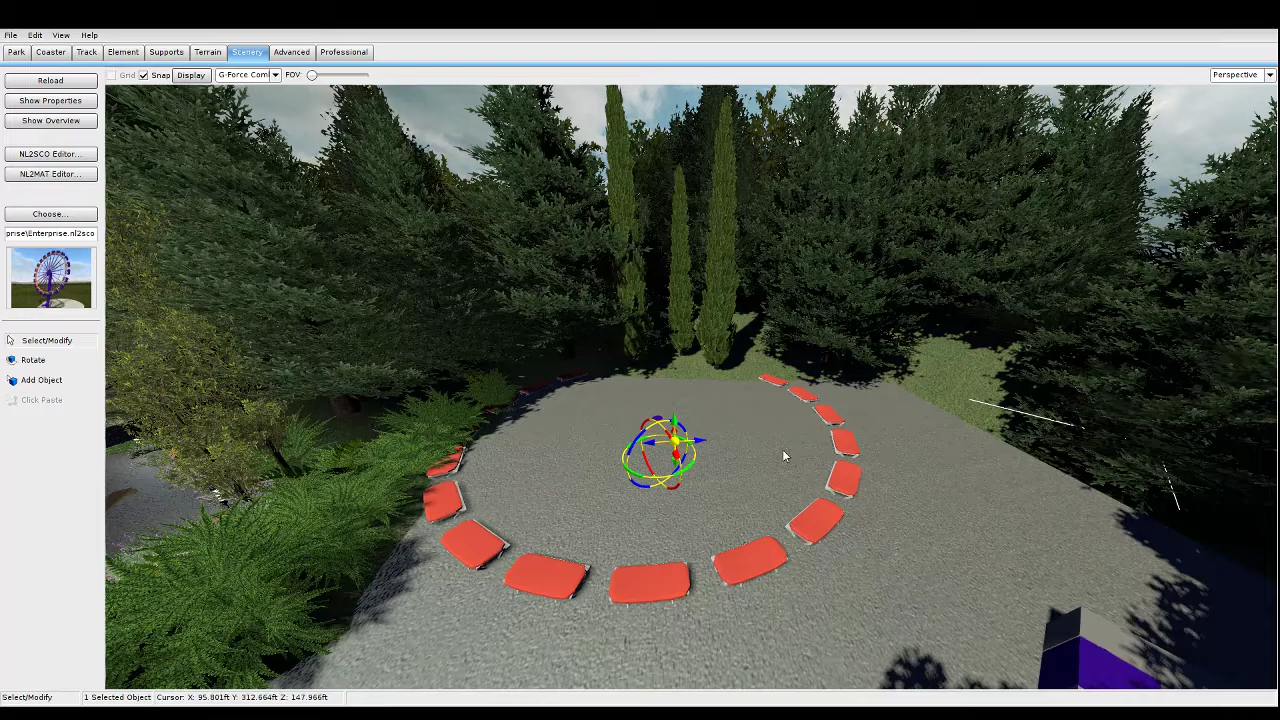 File Edit View Help
Park Coaster Track Element Supports Terrain Scenery Advanced Professional
Grid Snap Display G-Force Com FOV: Perspective
Reload
Show Properties
Show Overview
NL2SCO Editor...
NL2MAT Editor...
Choose...
prise\Enterprise.nl2sco
Select/Modify
Rotate
Add Object
Click Paste
Select/Modify 1 Selected Object Cursor: X: 95.801ft Y: 312.664ft Z: 147.966ft